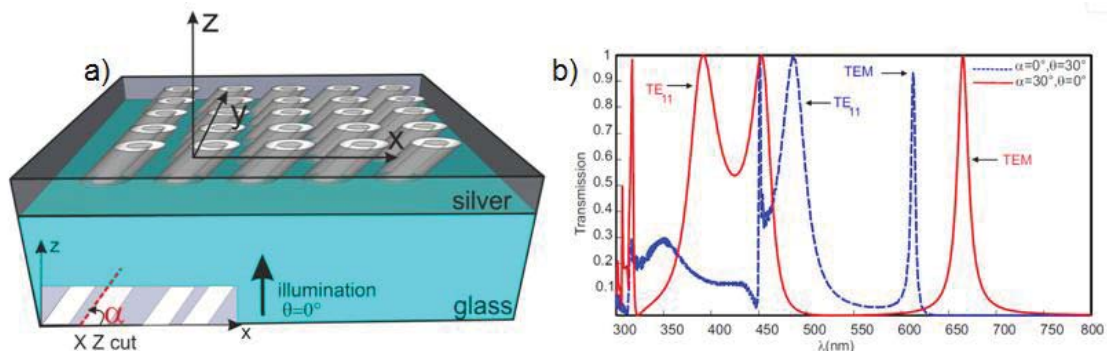 a)
z
y
x
silver
z
α
x
X Z cut
illumination
θ=0°
glass
b)
Transmission
1
0.9
0.8
0.7
0.6
0.5
0.4
0.3
0.2
0.1
TE11
TEM
TE11
TEM
α=0°,θ=30°
α=30°,θ=0°
300 350 400 450 500 550 600 650 700 750 800
λ(nm)